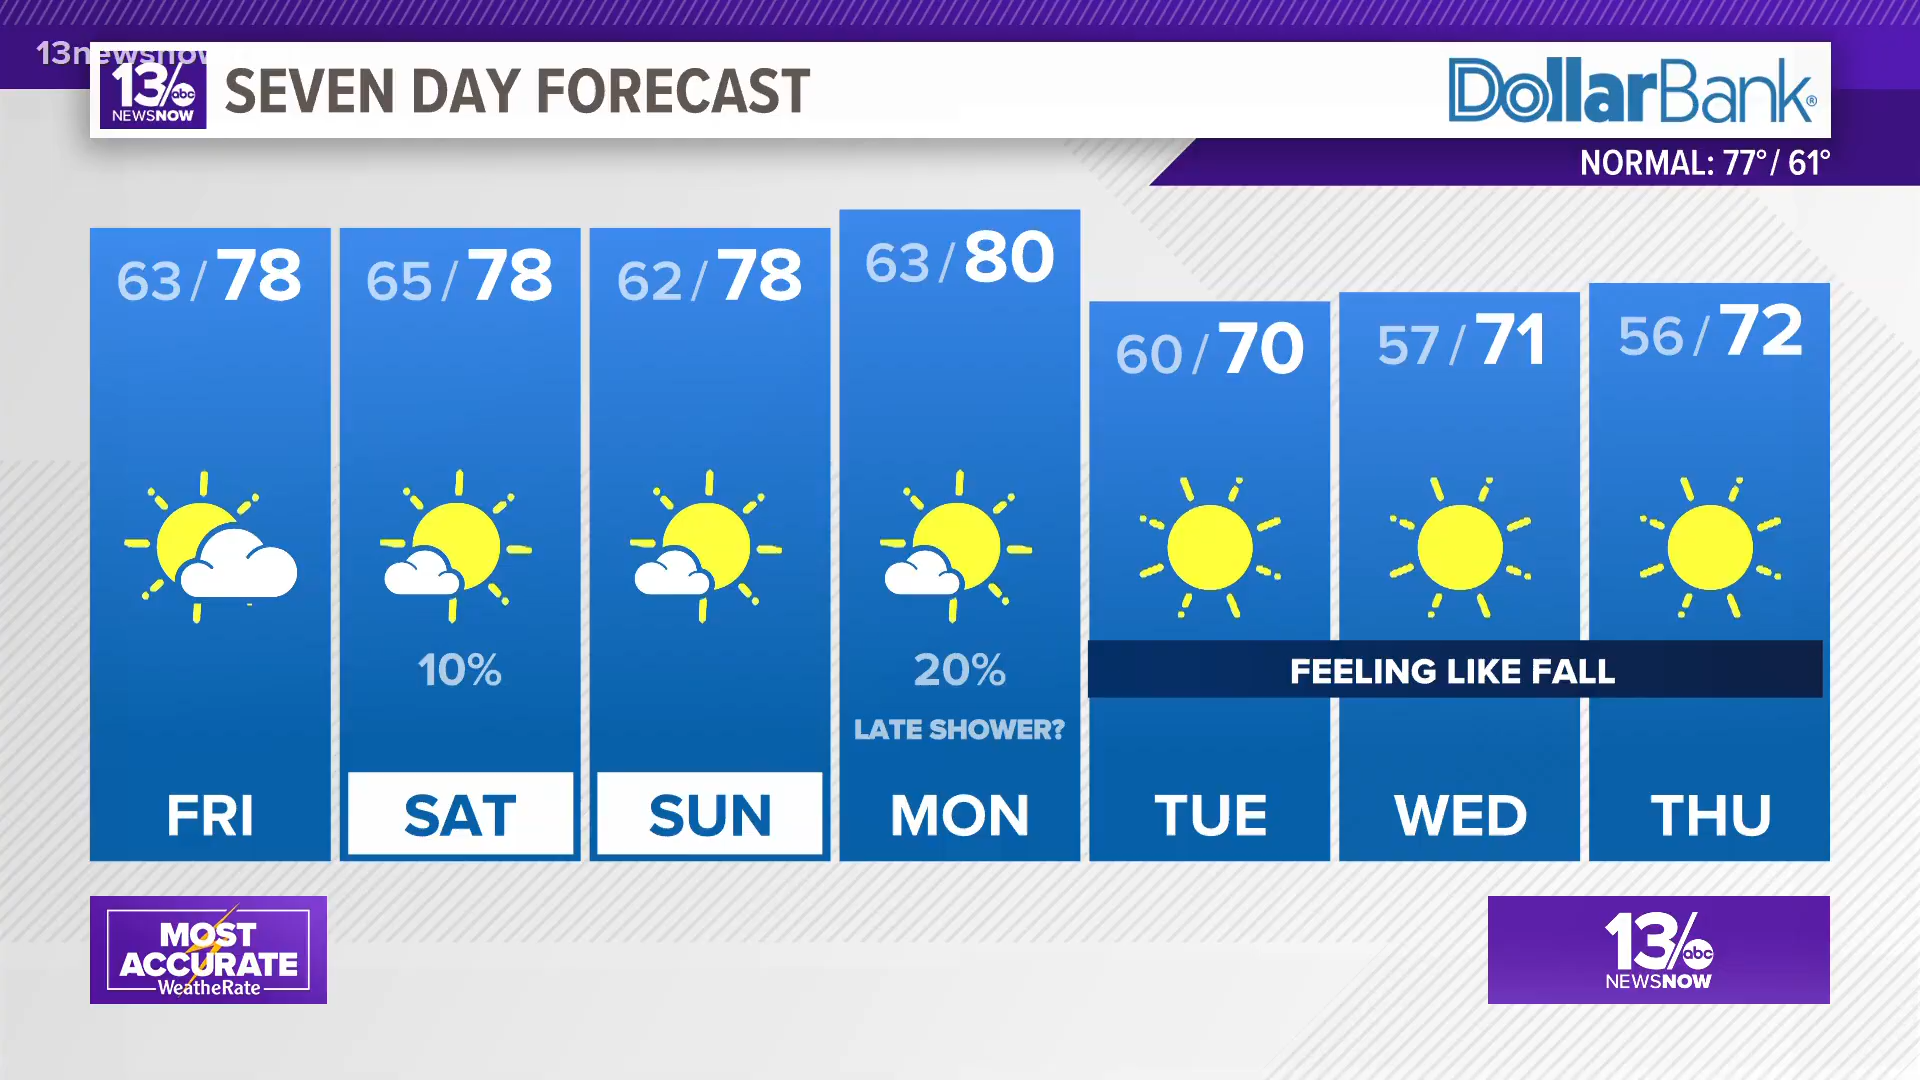 13newsnow
13/abc
NEWSNOW
SEVEN DAY FORECAST
DollarBank®
NORMAL: 77°/ 61°
63/78
65/78
62/78
63/80
60/70
57/71
56/72
10%
20%
LATE SHOWER?
FEELING LIKE FALL
FRI
SAT
SUN
MON
TUE
WED
THU
MOST
ACCURATE
WeatheRate
13/abc
NEWSNOW